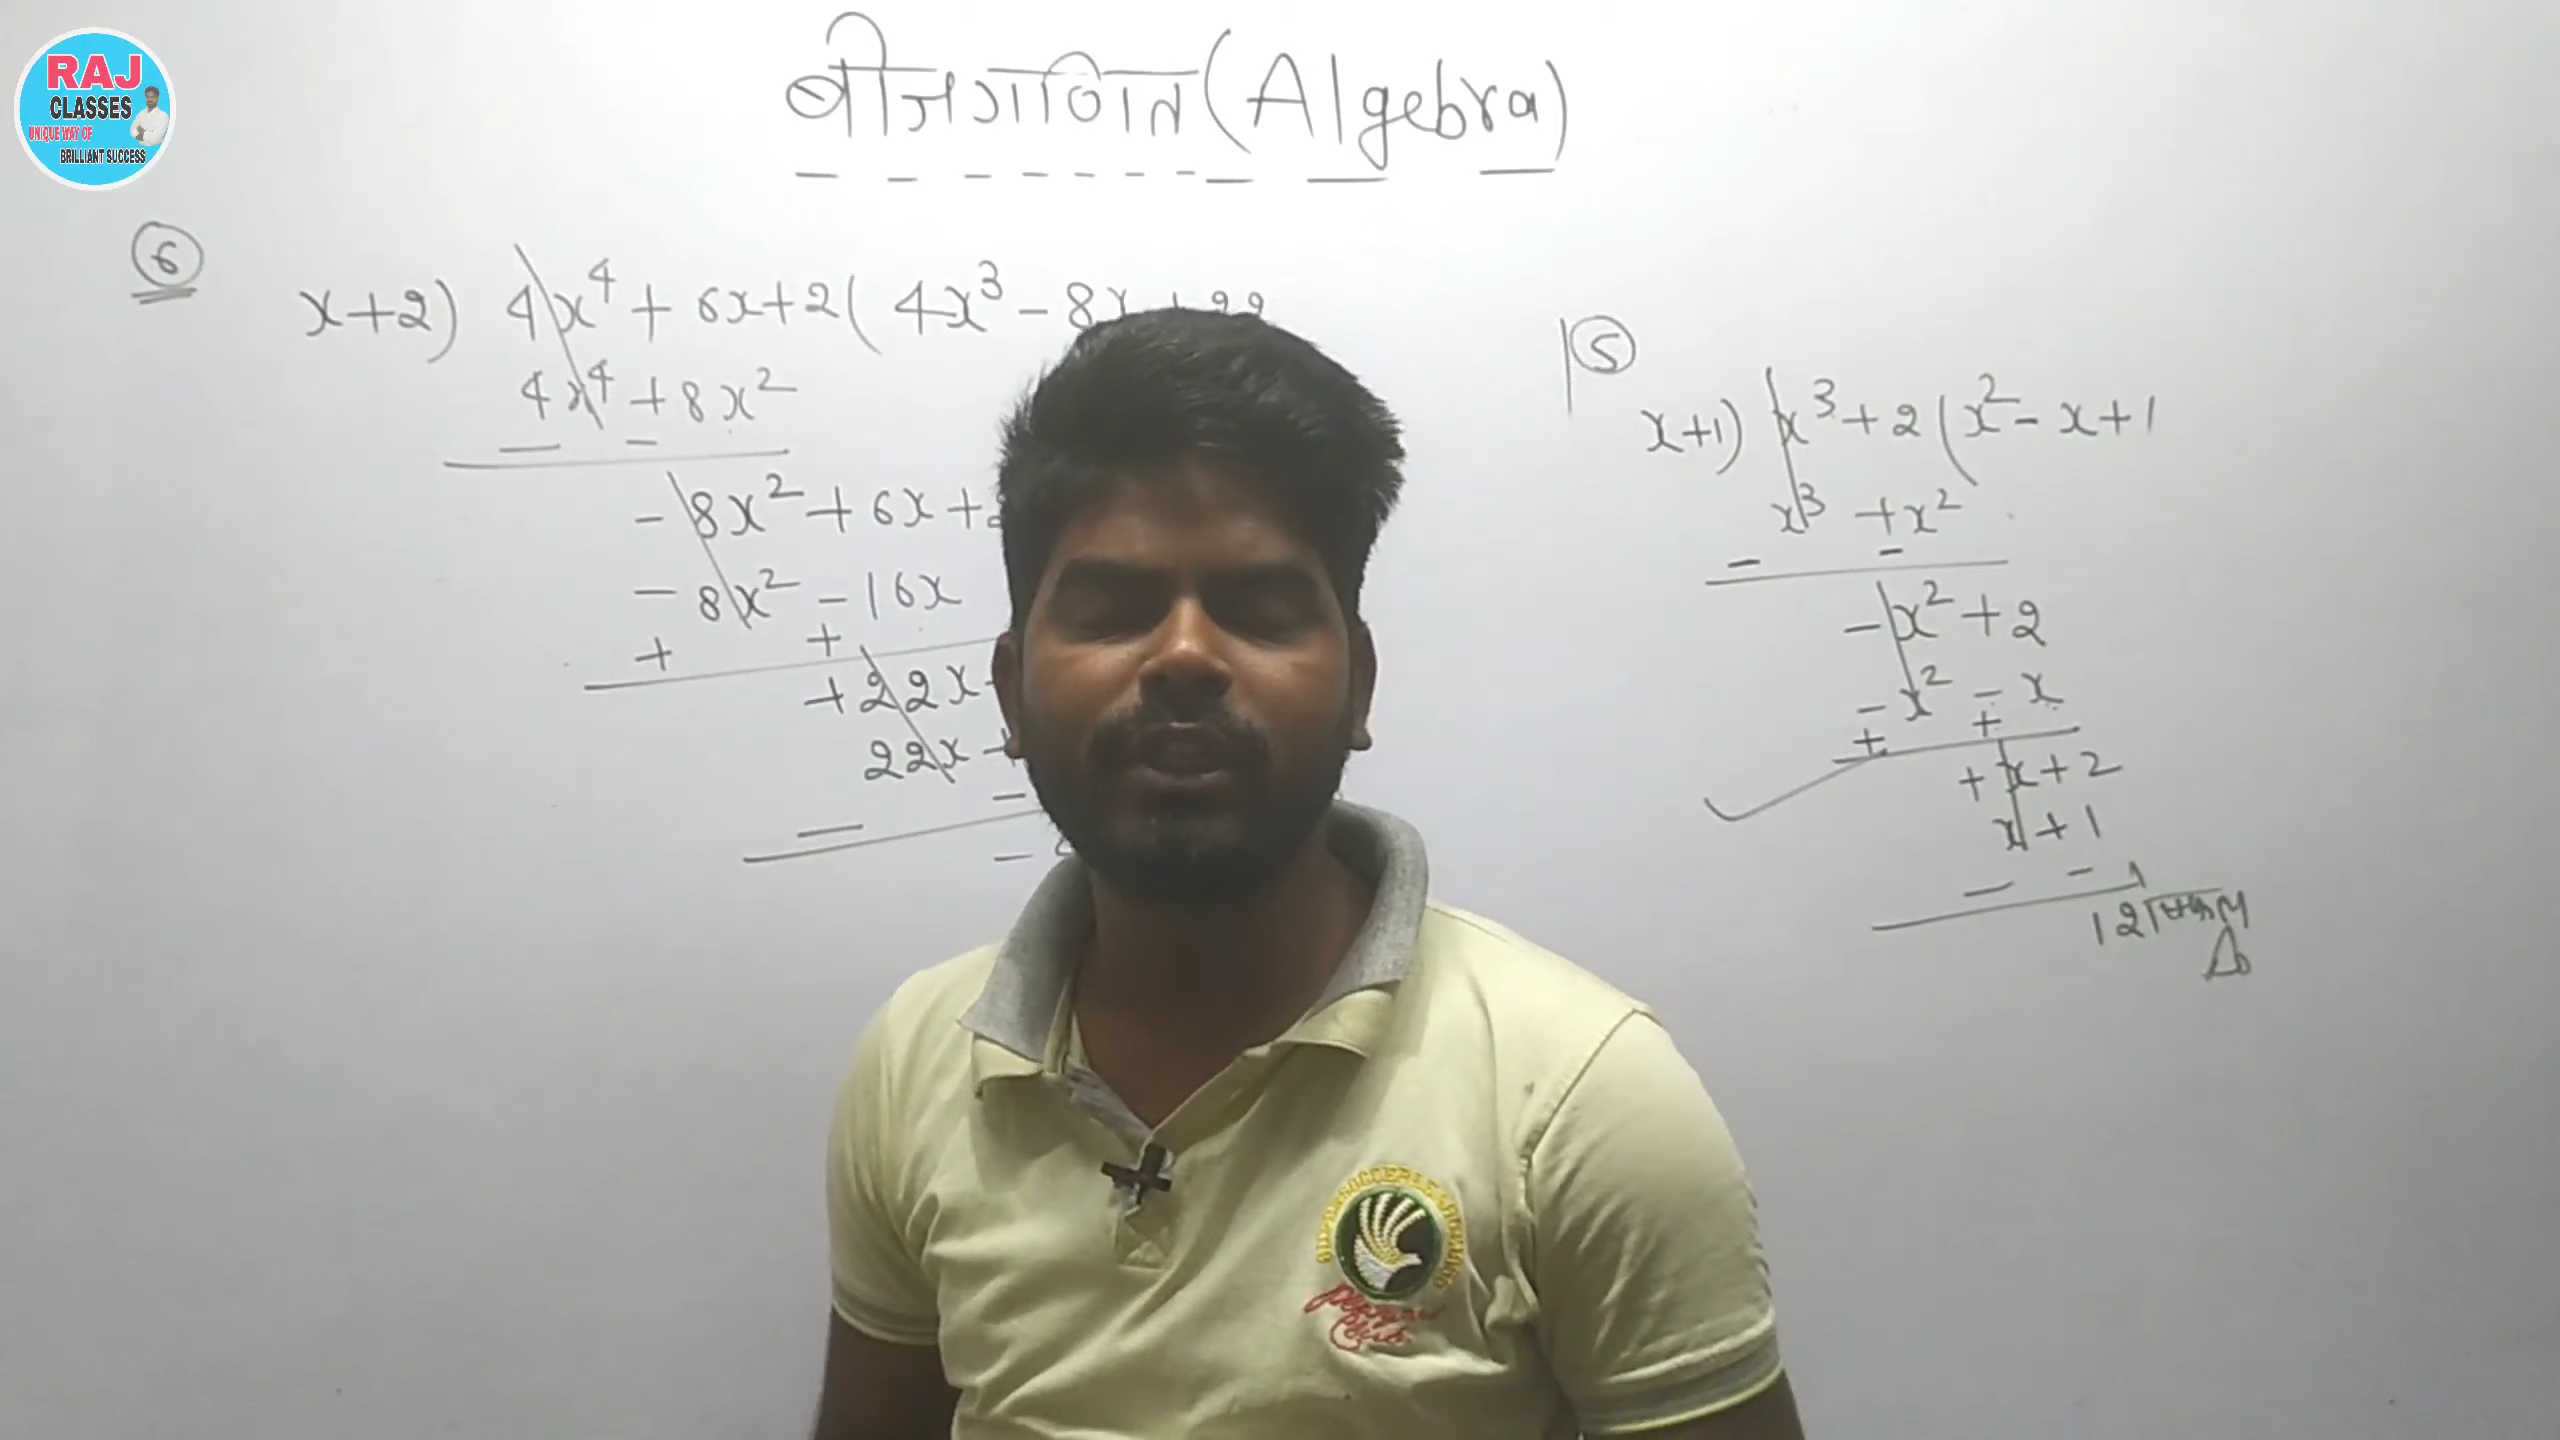 RAJ
CLASSES
UNIQUE WAY OF
BRILLIANT SUCCESS
बीजगणित (Algebra)
6
x+2) 4x⁴ + 6x+2 ( 4x³ - 8x + 22
4x⁴ + 8x²
- -
- 8x² + 6x +
- 8x² - 16x
+ +
+ 22x
22x +
- -
-
5
x+1) x³ + 2 ( x² - x + 1
x³ + x²
- -
- x² + 2
- x² - x
+ +
+ x + 2
x + 1
- -
1